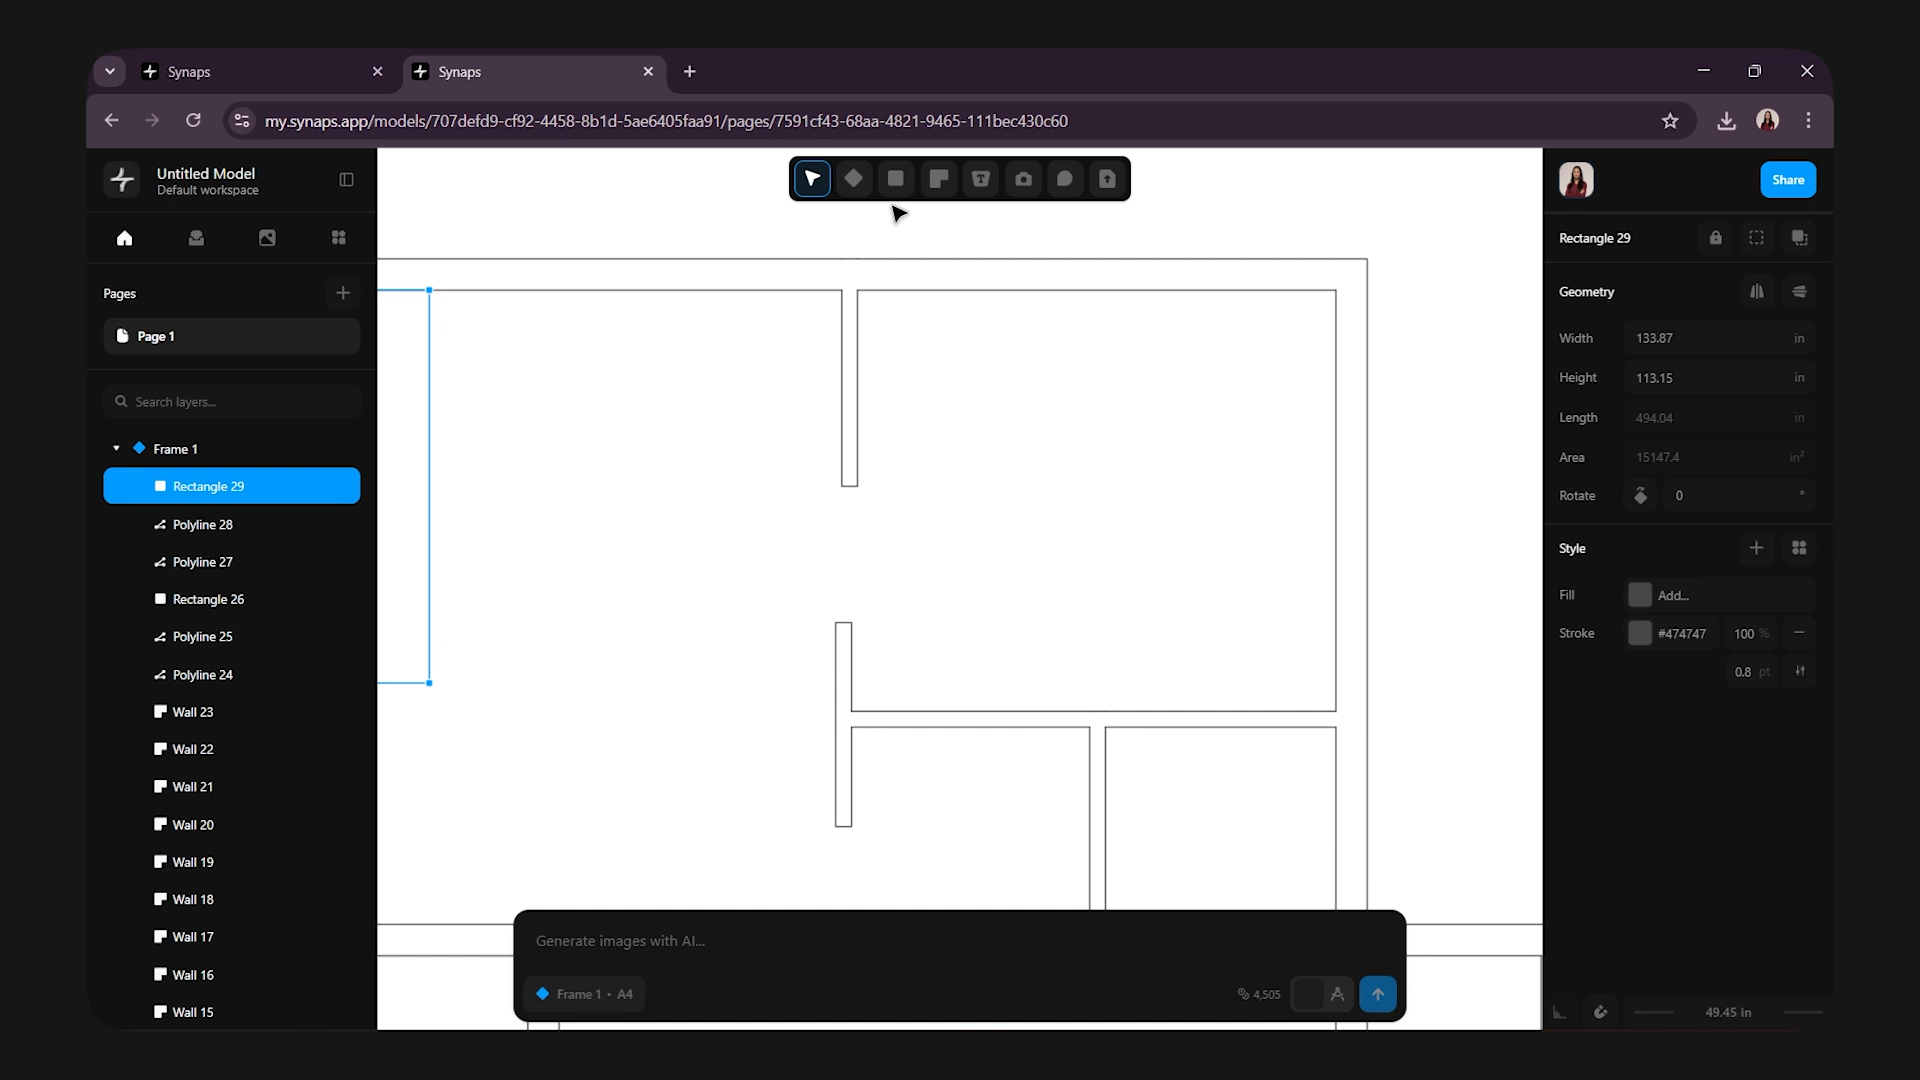 Synaps
Synaps
my.synaps.app/models/707defd9-cf92-4458-8b1d-5ae6405faa91/pages/7591cf43-68aa-4821-9465-111bec430c60
Untitled Model
Default workspace
Share
Pages
Page 1
Search layers...
Frame 1
Rectangle 29
Polyline 28
Polyline 27
Rectangle 26
Polyline 25
Polyline 24
Wall 23
Wall 22
Wall 21
Wall 20
Wall 19
Wall 18
Wall 17
Wall 16
Wall 15
Generate images with AI...
Frame 1 • A4
4,505
Rectangle 29
Geometry
Width 133.87 in
Height 113.15 in
Length 494.04 in
Area 15147.4 in²
Rotate 0 °
Style
Fill Add...
Stroke #474747 100 %
0.8 pt
49.45 in